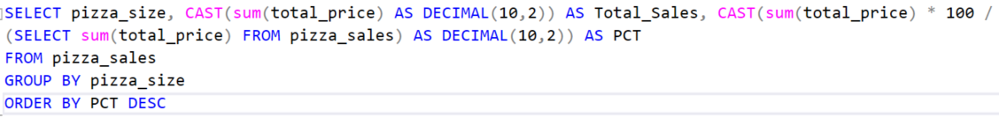 SELECT pizza_size, CAST(sum(total_price) AS DECIMAL(10,2)) AS Total_Sales, CAST(sum(total_price) * 100 /
(SELECT sum(total_price) FROM pizza_sales) AS DECIMAL(10,2)) AS PCT
FROM pizza_sales
GROUP BY pizza_size
ORDER BY PCT DESC